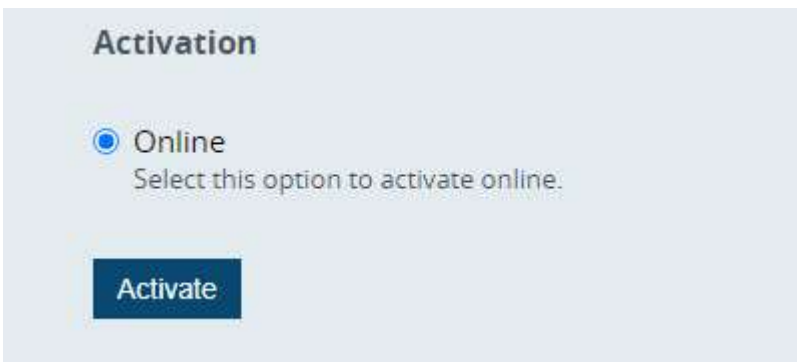 Activation
Online
Select this option to activate online.
Activate